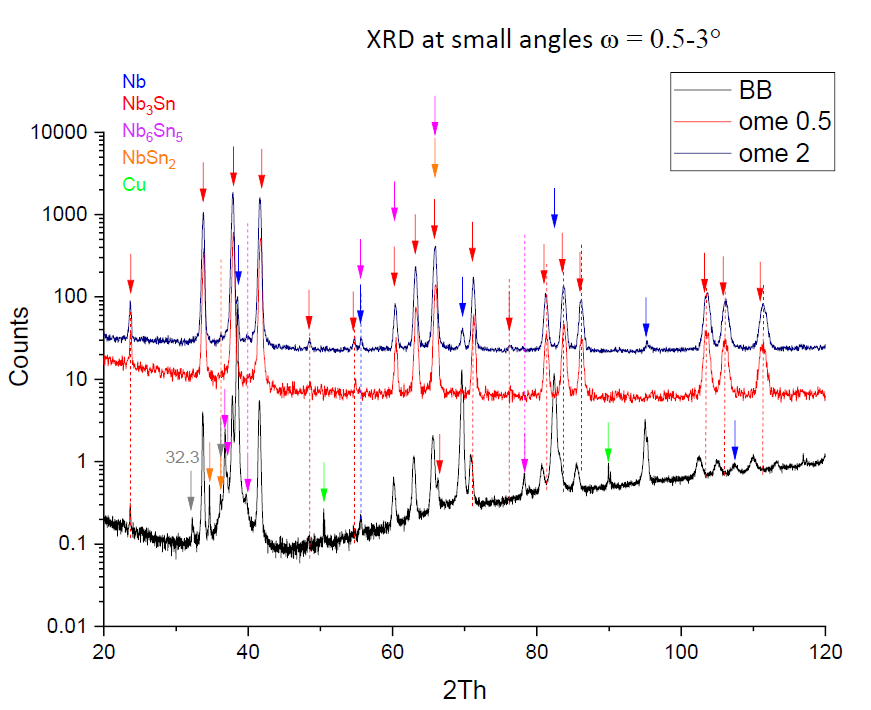 XRD at small angles ω = 0.5-3°
Nb
Nb₃Sn
Nb₆Sn₅
NbSn₂
Cu
BB
ome 0.5
ome 2
10000
1000
100
10
1
0.1
0.01
Counts
32.3
20
40
60
80
100
120
2Th